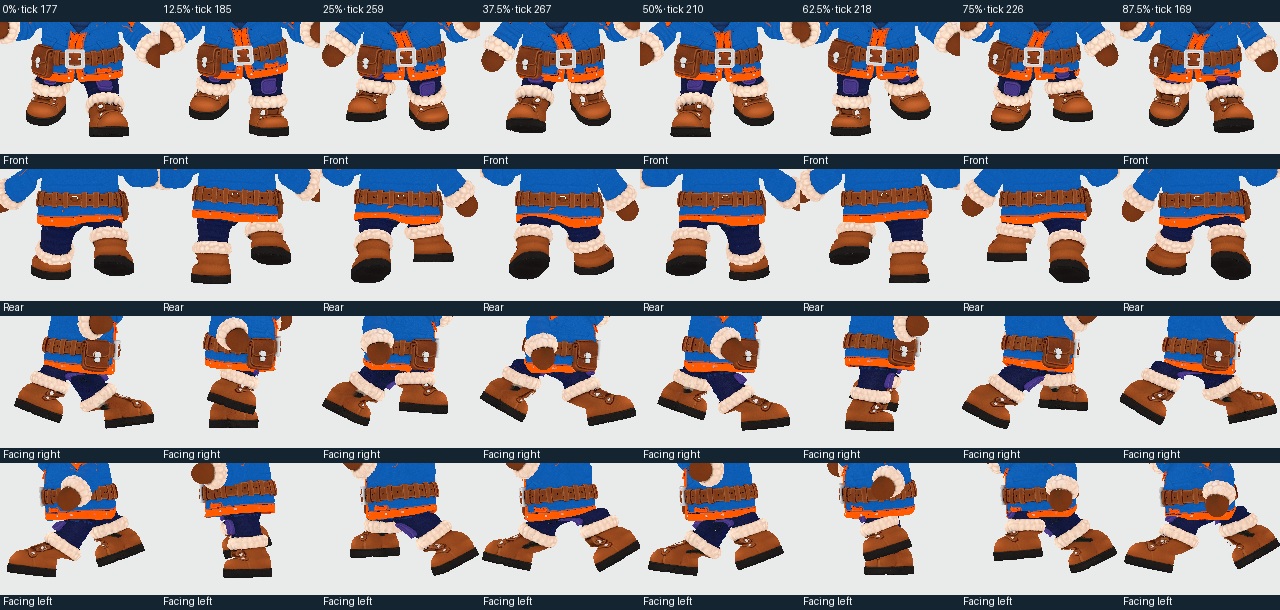 0%·tick 177 12.5%·tick 185 25%·tick 259 37.5%·tick 267 50%·tick 210 62.5%·tick 218 75%·tick 226 87.5%·tick 169
Front Front Front Front Front Front Front Front
Rear Rear Rear Rear Rear Rear Rear Rear
Facing right Facing right Facing right Facing right Facing right Facing right Facing right Facing right
Facing left Facing left Facing left Facing left Facing left Facing left Facing left Facing left